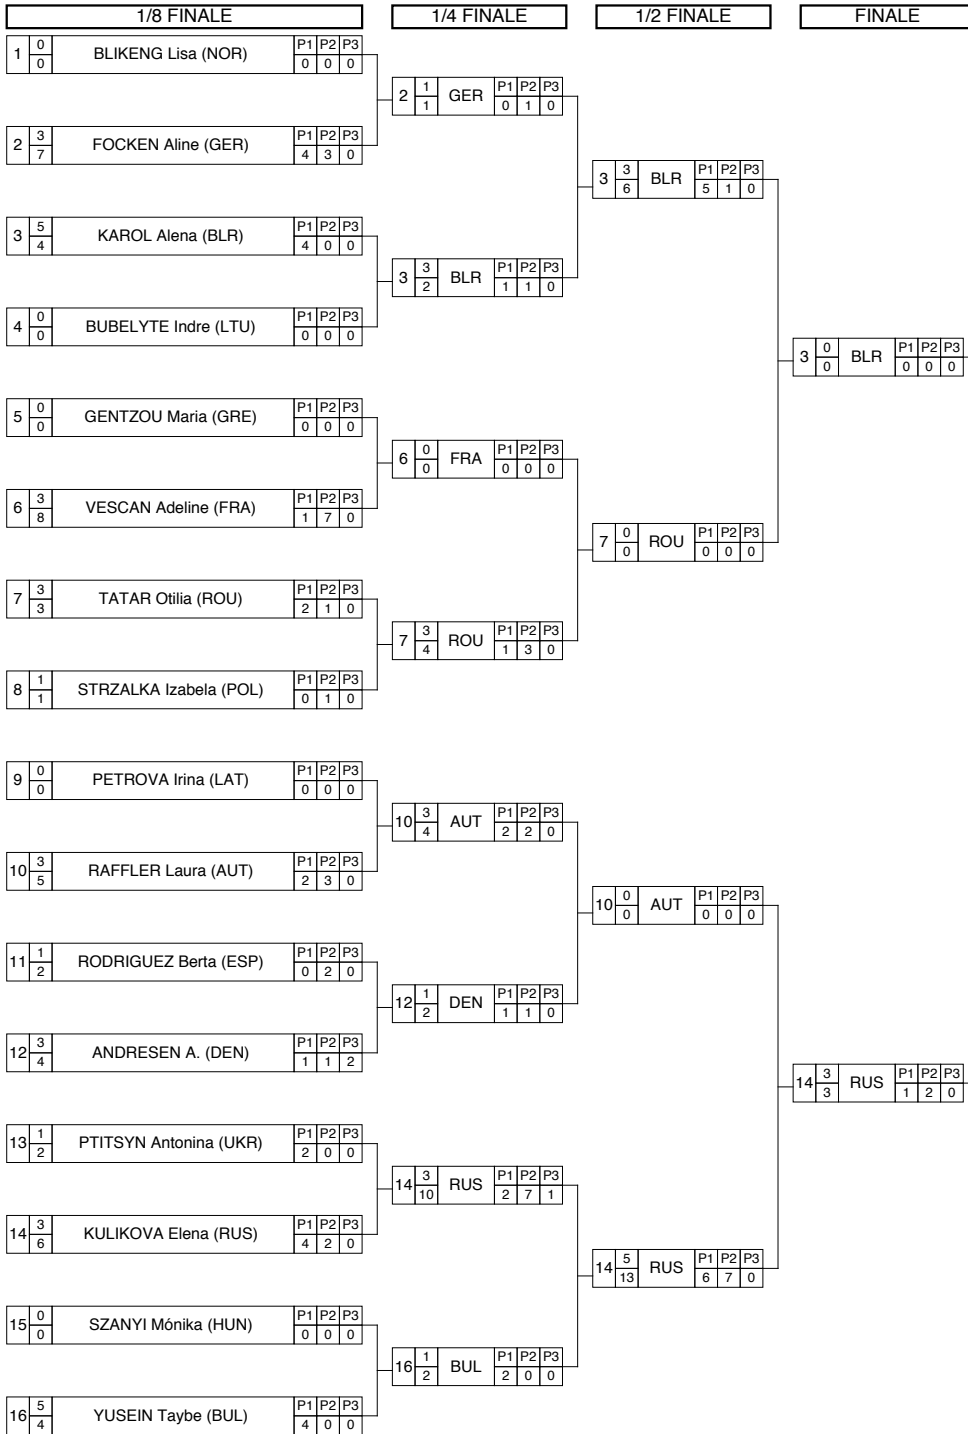 1/8 FINALE 1/4 FINALE 1/2 FINALE FINALE
1 0 0 BLIKENG Lisa (NOR) P1 P2 P3 0 0 0
2 1 1 GER P1 P2 P3 0 1 0
2 3 7 FOCKEN Aline (GER) P1 P2 P3 4 3 0
3 3 6 BLR P1 P2 P3 5 1 0
3 5 4 KAROL Alena (BLR) P1 P2 P3 4 0 0
3 3 2 BLR P1 P2 P3 1 1 0
4 0 0 BUBELYTE Indre (LTU) P1 P2 P3 0 0 0
3 0 0 BLR P1 P2 P3 0 0 0
5 0 0 GENTZOU Maria (GRE) P1 P2 P3 0 0 0
6 0 0 FRA P1 P2 P3 0 0 0
6 3 8 VESCAN Adeline (FRA) P1 P2 P3 1 7 0
7 0 0 ROU P1 P2 P3 0 0 0
7 3 3 TATAR Otilia (ROU) P1 P2 P3 2 1 0
7 3 4 ROU P1 P2 P3 1 3 0
8 1 1 STRZALKA Izabela (POL) P1 P2 P3 0 1 0
9 0 0 PETROVA Irina (LAT) P1 P2 P3 0 0 0
10 3 4 AUT P1 P2 P3 2 2 0
10 3 5 RAFFLER Laura (AUT) P1 P2 P3 2 3 0
10 0 0 AUT P1 P2 P3 0 0 0
11 1 2 RODRIGUEZ Berta (ESP) P1 P2 P3 0 2 0
12 1 2 DEN P1 P2 P3 1 1 0
12 3 4 ANDRESEN A. (DEN) P1 P2 P3 1 1 2
14 3 3 RUS P1 P2 P3 1 2 0
13 1 2 PTITSYN Antonina (UKR) P1 P2 P3 2 0 0
14 3 10 RUS P1 P2 P3 2 7 1
14 3 6 KULIKOVA Elena (RUS) P1 P2 P3 4 2 0
14 5 13 RUS P1 P2 P3 6 7 0
15 0 0 SZANYI Mónika (HUN) P1 P2 P3 0 0 0
16 1 2 BUL P1 P2 P3 2 0 0
16 5 4 YUSEIN Taybe (BUL) P1 P2 P3 4 0 0